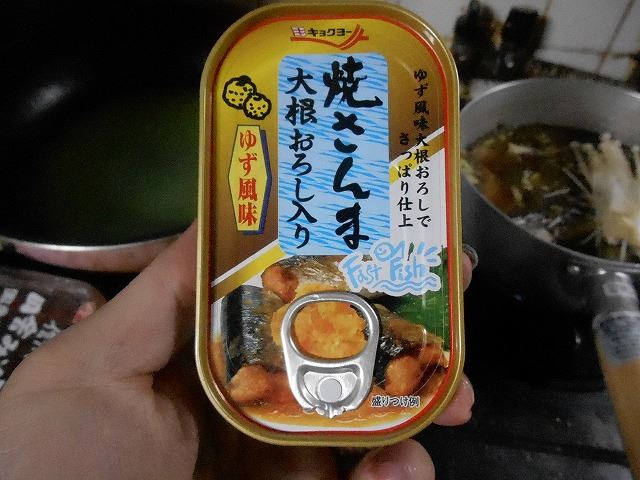 キョクヨー
焼さんま
大根おろし入り
ゆず風味
ゆず風味大根おろしで
さっぱり仕上
Fast Fish
盛りつけ例